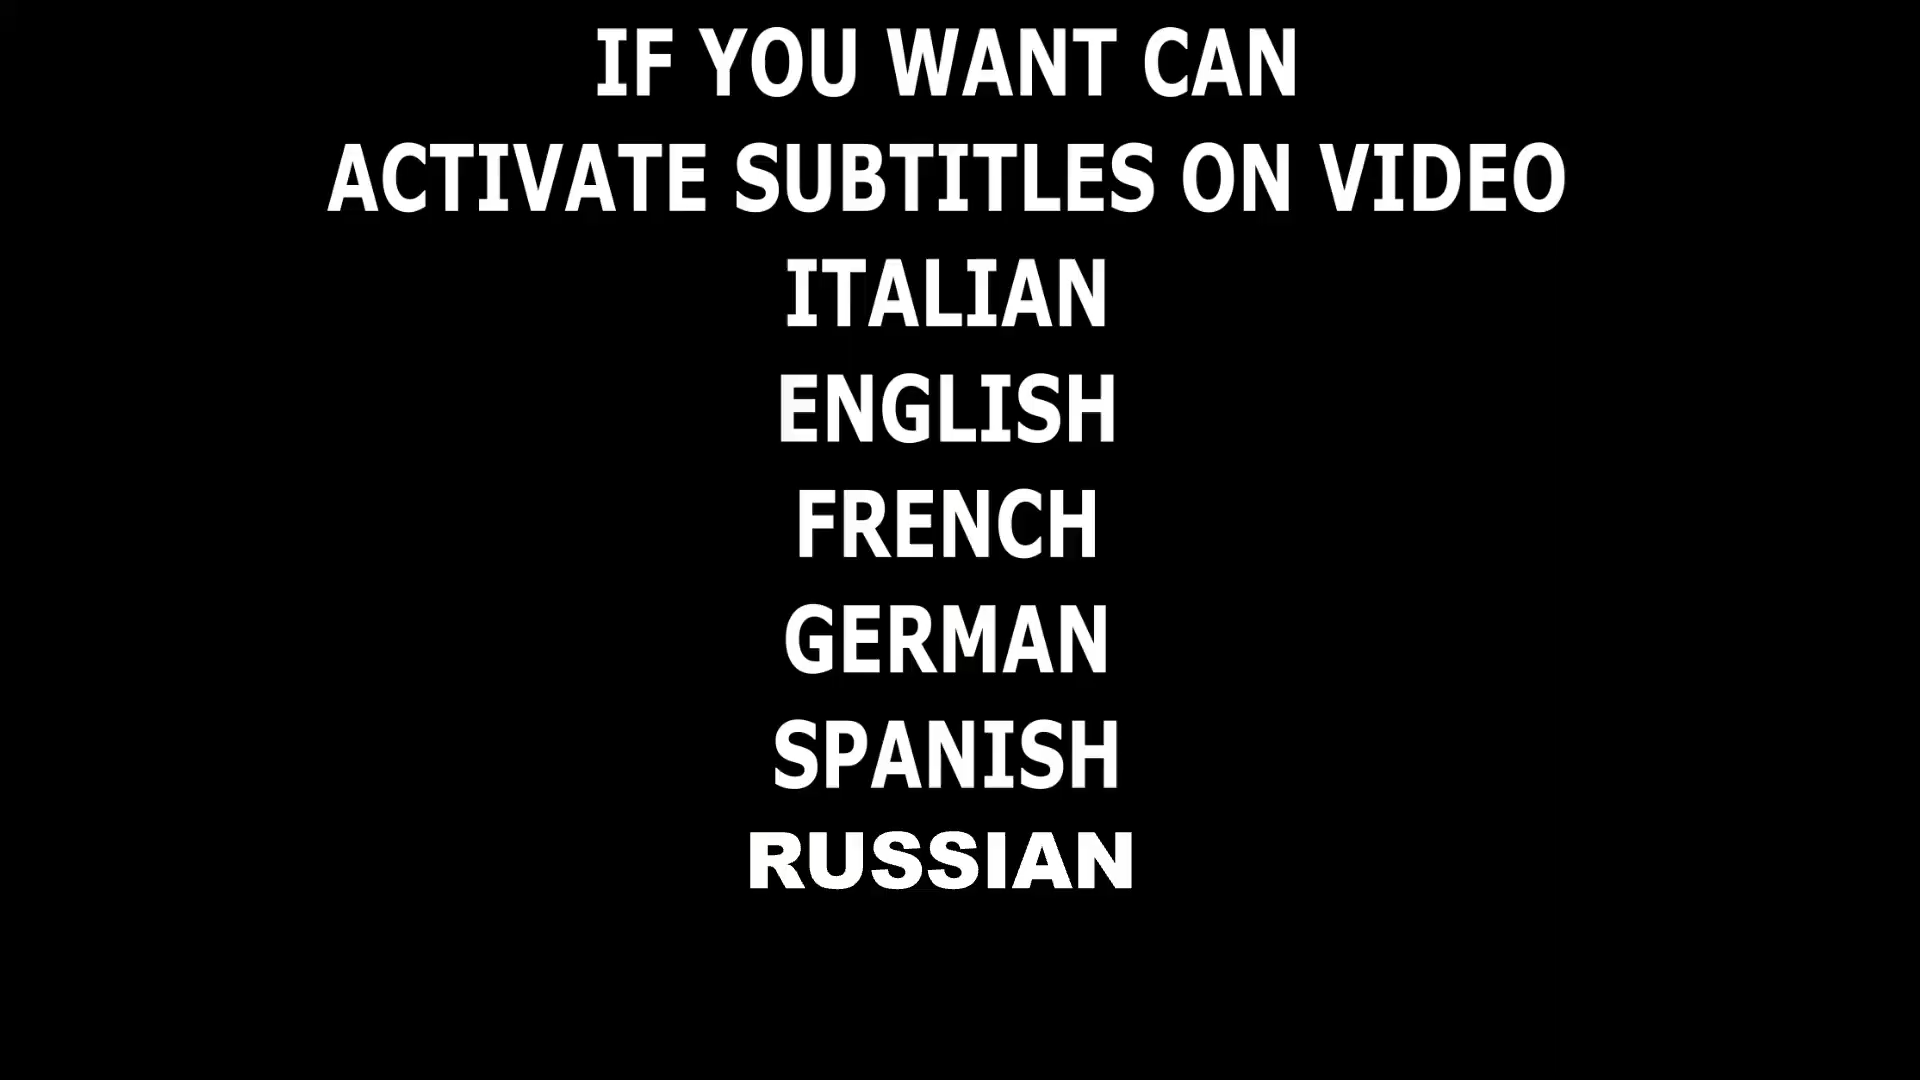 IF YOU WANT CAN
ACTIVATE SUBTITLES ON VIDEO
ITALIAN
ENGLISH
FRENCH
GERMAN
SPANISH
RUSSIAN